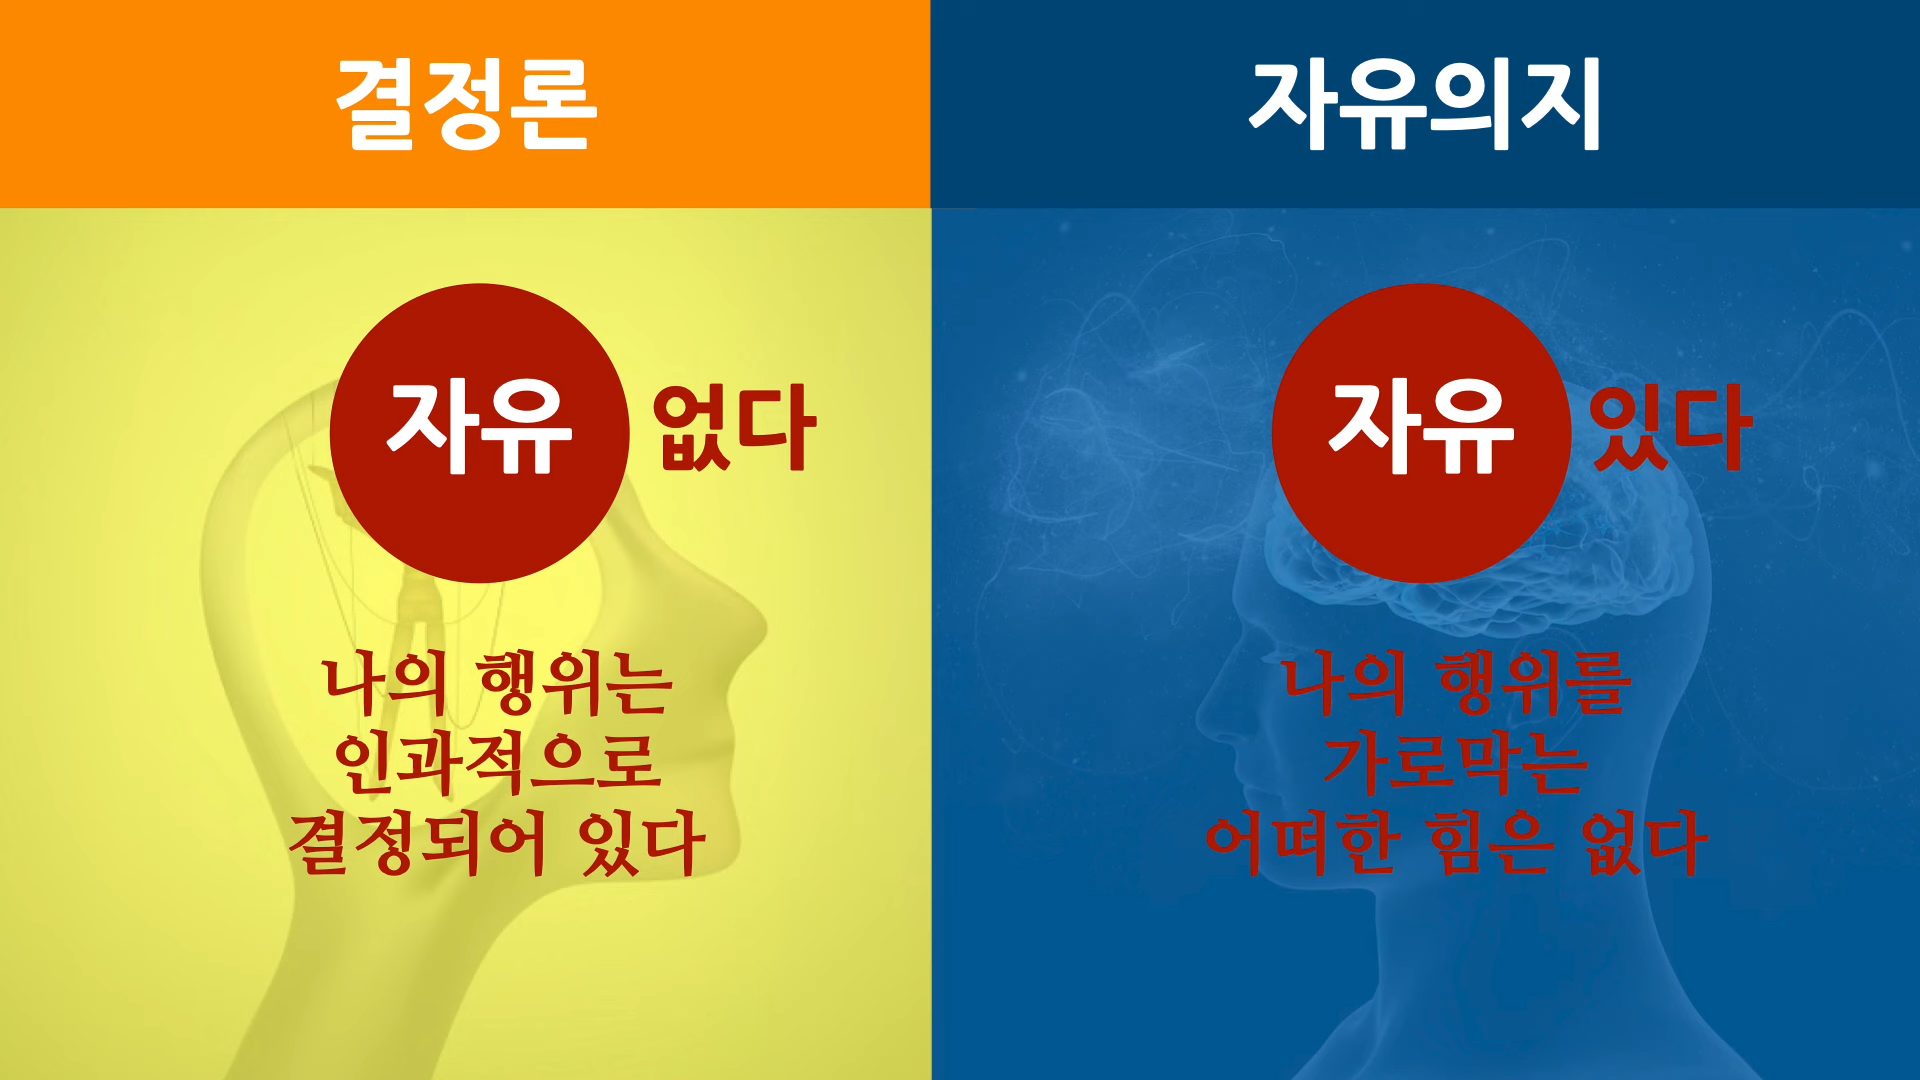 결정론
자유 없다
나의 행위는
인과적으로
결정되어 있다
자유의지
자유 있다
나의 행위를
가로막는
어떠한 힘은 없다